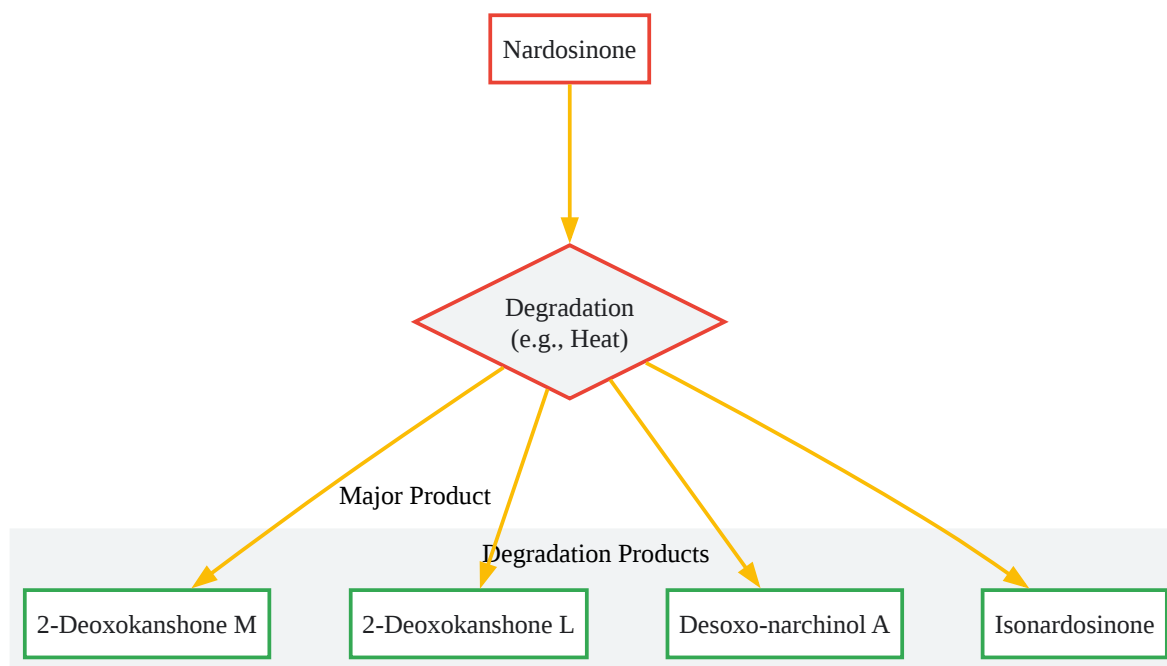 Nardosinone
Degradation
(e.g., Heat)
Major Product
Degradation Products
2-Deoxokanshone M
2-Deoxokanshone L
Desoxo-narchinol A
Isonardosinone